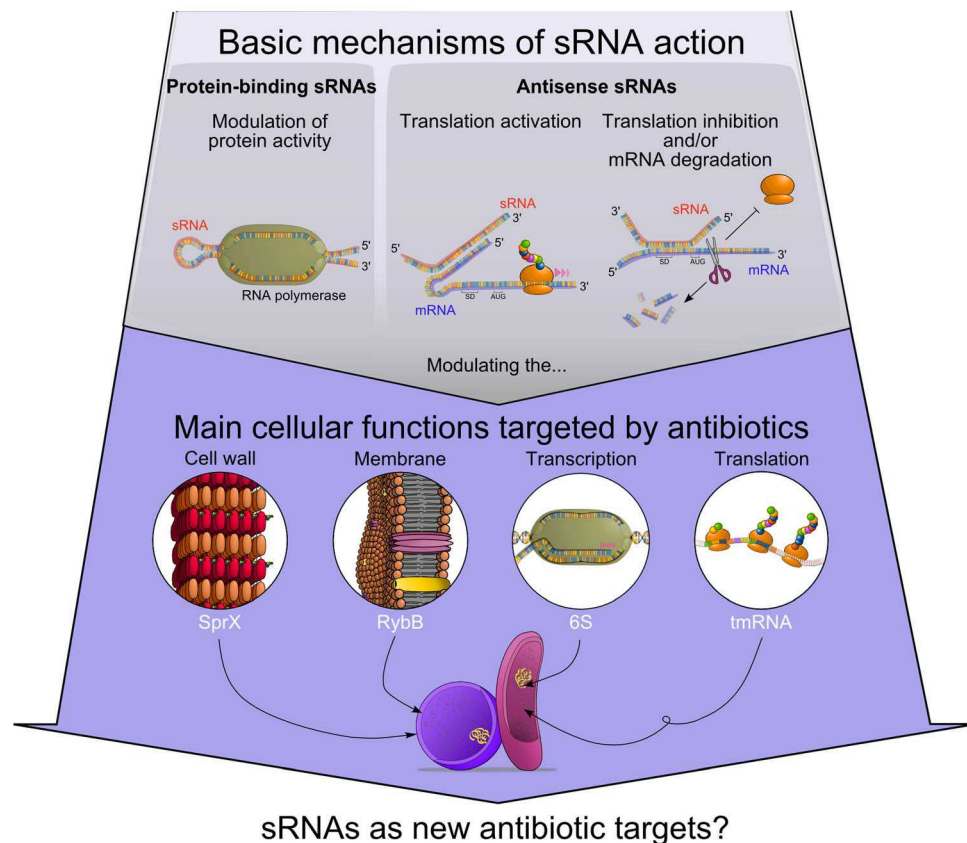 Basic mechanisms of sRNA action
Protein-binding sRNAs
Modulation of
protein activity
sRNA
5'
3'
RNA polymerase
Antisense sRNAs
Translation activation
sRNA
3'
5'
5'
mRNA
SD
AUG
3'
Translation inhibition
and/or
mRNA degradation
3'
sRNA
5'
5'
SD
AUG
3'
mRNA
Modulating the...
Main cellular functions targeted by antibiotics
Cell wall
Membrane
Transcription
Translation
SprX
RybB
6S
tmRNA
sRNAs as new antibiotic targets?